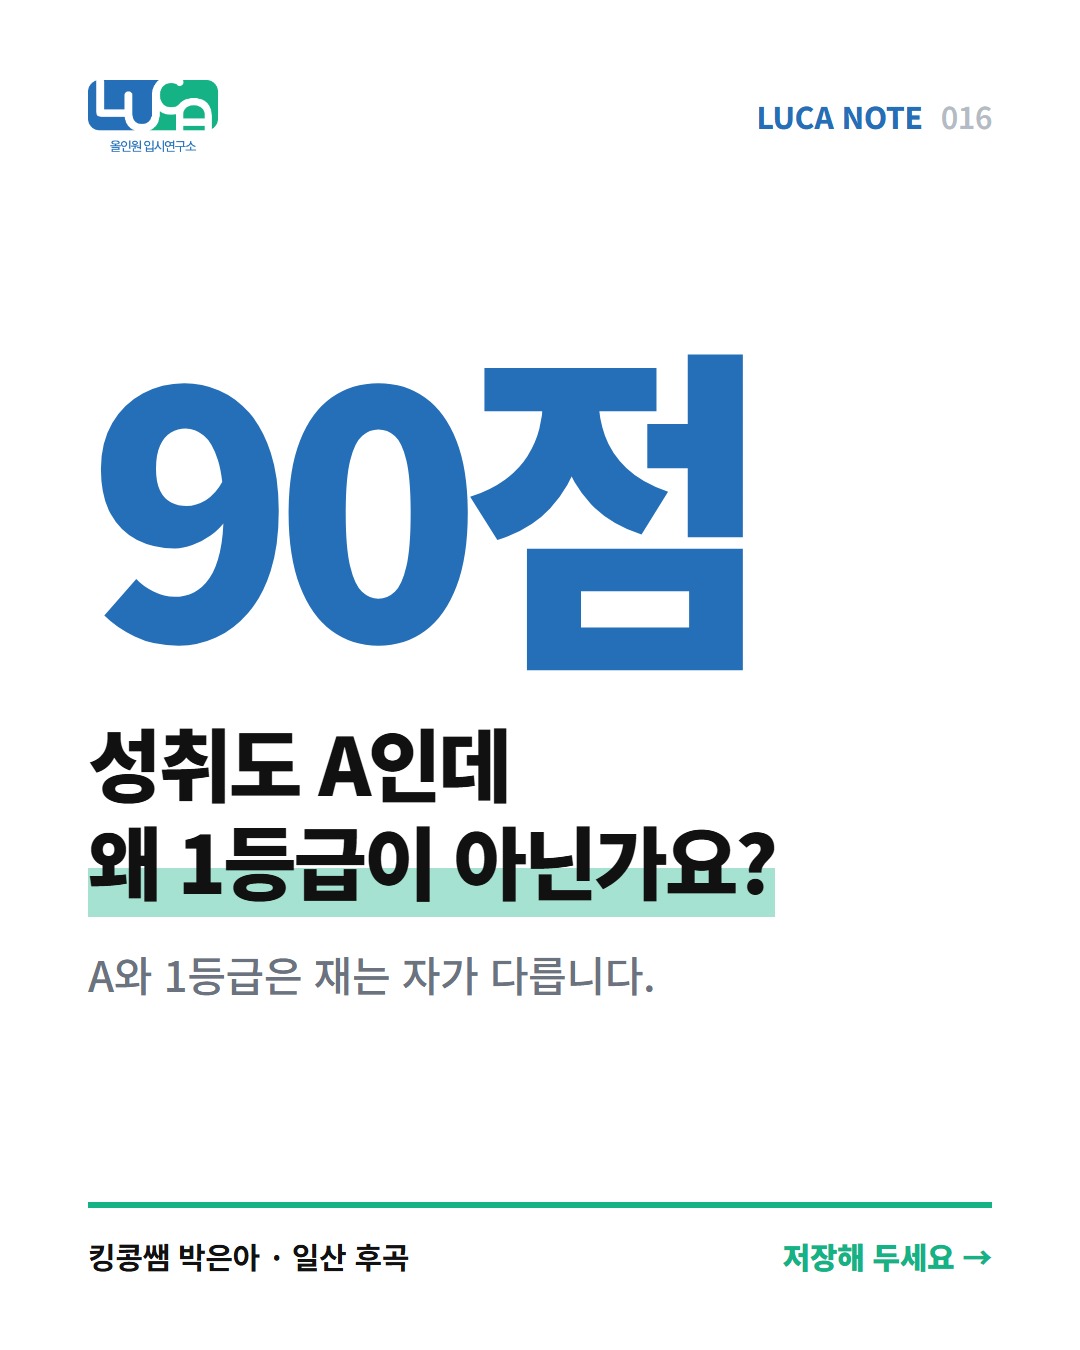 LUCA
올인원 입시연구소
LUCA NOTE 016
90점
성취도 A인데
왜 1등급이 아닌가요?
A와 1등급은 재는 자가 다릅니다.
킹콩쌤 박은아 · 일산 후곡
저장해 두세요 →